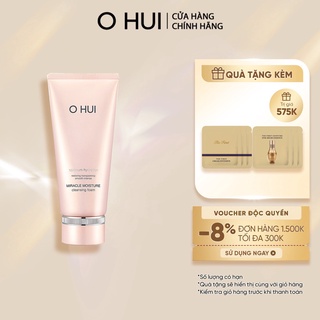 O HUI
CỬA HÀNG
CHÍNH HÃNG
O HUI
MIRACLE MOISTURE
cleansing foam
QUÀ TẶNG KÈM
Trị giá
575K
VOUCHER ĐỘC QUYỀN
-8%
ĐƠN HÀNG 1.500K
TỐI ĐA 300K
SỬ DỤNG NGAY
*Số lượng có hạn
*Quà tặng sẽ hiển thị cùng với giỏ hàng
*Kiểm tra giỏ hàng trước khi thanh toán